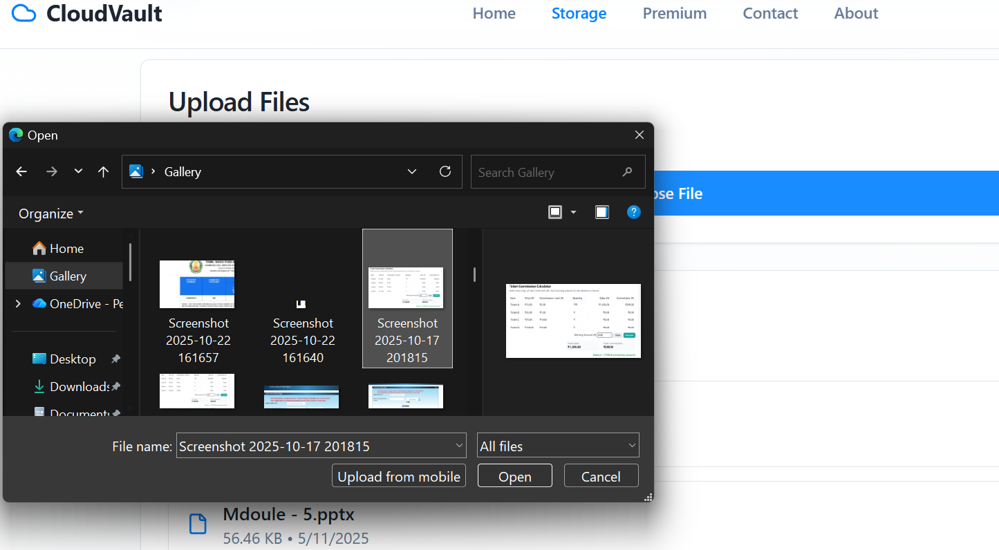 CloudVault
Home Storage Premium Contact About
Upload Files
Open
Gallery
Search Gallery
ose File
Organize
Home
Gallery
OneDrive - Pe
Desktop
Downloads
Documents
Screenshot
2025-10-22
161657
Screenshot
2025-10-22
161640
Screenshot
2025-10-17
201815
Ticket Commission Calculator
File name: Screenshot 2025-10-17 201815
All files
Upload from mobile Open Cancel
Mdoule - 5.pptx
56.46 KB • 5/11/2025